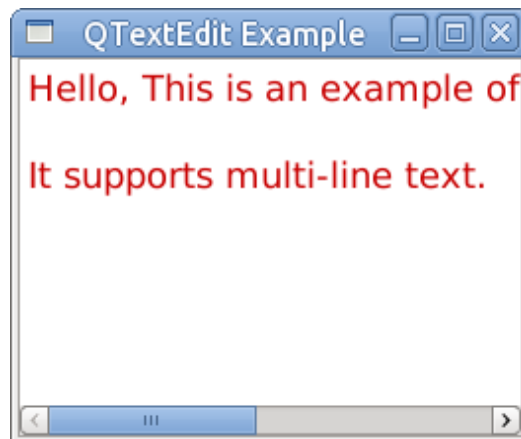 QTextEdit Example
Hello, This is an example of
It supports multi-line text.